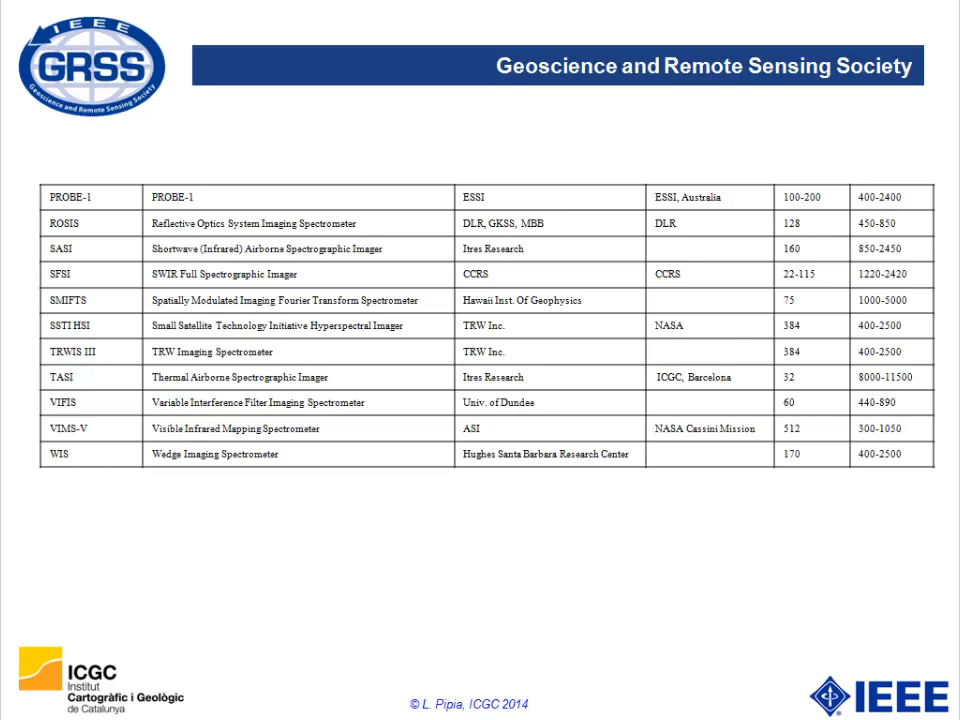 IEEE
GRSS
Geoscience and Remote Sensing Society
Geoscience and Remote Sensing Society
PROBE-1 PROBE-1 ESSI ESSI, Australia 100-200 400-2400
ROSIS Reflective Optics System Imaging Spectrometer DLR, GKSS, MBB DLR 128 450-850
SASI Shortwave (Infrared) Airborne Spectrographic Imager Itres Research 160 850-2450
SFSI SWIR Full Spectrographic Imager CCRS CCRS 22-115 1220-2420
SMIFTS Spatially Modulated Imaging Fourier Transform Spectrometer Hawaii Inst. Of Geophysics 75 1000-5000
SSTI HSI Small Satellite Technology Initiative Hyperspectral Imager TRW Inc. NASA 384 400-2500
TRWIS III TRW Imaging Spectrometer TRW Inc. 384 400-2500
TASI Thermal Airborne Spectrographic Imager Itres Research ICGC, Barcelona 32 8000-11500
VIFIS Variable Interference Filter Imaging Spectrometer Univ. of Dundee 60 440-890
VIMS-V Visible Infrared Mapping Spectrometer ASI NASA Cassini Mission 512 300-1050
WIS Wedge Imaging Spectrometer Hughes Santa Barbara Research Center 170 400-2500
ICGC
Institut
Cartogràfic i Geològic
de Catalunya
© L. Pipia, ICGC 2014
IEEE